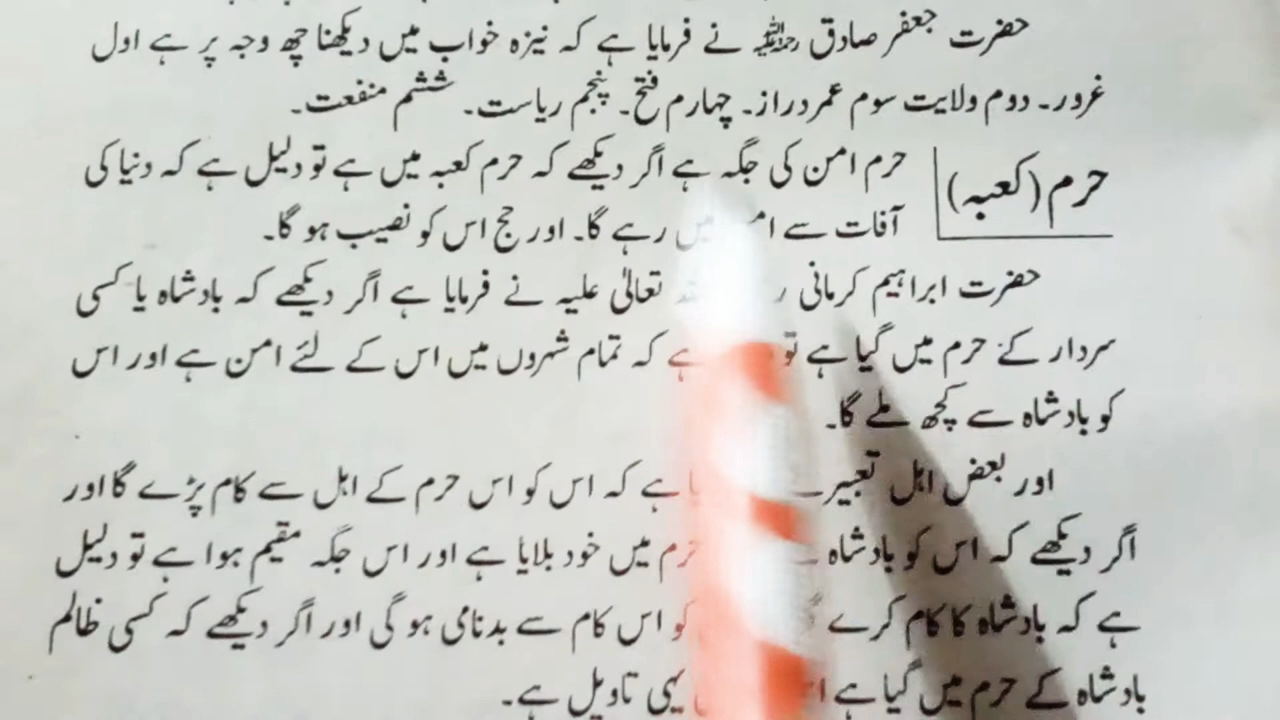 حضرت جعفر صادق رحمۃ اللہ علیہ نے فرمایا ہے کہ نیزہ خواب میں دیکھنا چھ وجہ پر ہے اول
غرور۔ دوم ولایت سوم عمر دراز۔ چہارم فتح۔ پنجم ریاست۔ ششم منفعت۔
حرم (کعبہ)
حرم امن کی جگہ ہے اگر دیکھے کہ حرم کعبہ میں ہے تو دلیل ہے کہ دنیا کی
آفات سے میں رہے گا۔ اور حج اس کو نصیب ہو گا۔
حضرت ابراہیم کرمانی تعالیٰ علیہ نے فرمایا ہے اگر دیکھے کہ بادشاہ یا کسی
سردار کے حرم میں گیا ہے تو ہے کہ تمام شہروں میں اس کے لئے امن ہے اور اس
کو بادشاہ سے کچھ ملے گا۔
اور بعض اہل تعبیر ہے کہ اس کو اس حرم کے اہل سے کام پڑے گا اور
اگر دیکھے کہ اس کو بادشاہ حرم میں خود بلایا ہے اور اس جگہ مقیم ہوا ہے تو دلیل
ہے کہ بادشاہ کا کام کرے کو اس کام سے بدنامی ہو گی اور اگر دیکھے کہ کسی ظالم
بادشاہ کے حرم میں گیا ہے یہی تاویل ہے۔